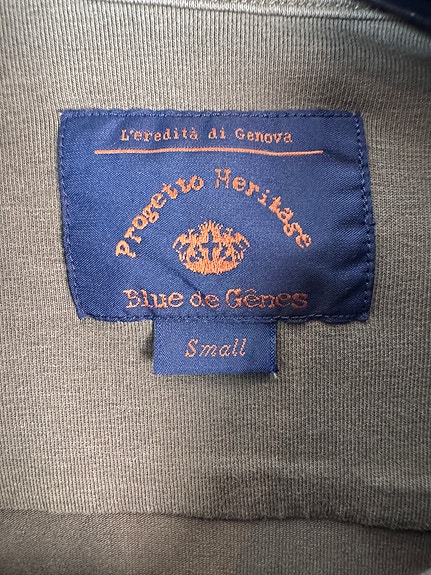 L'eredità di Genova
Progetto Heritage
Blue de Gênes
Small